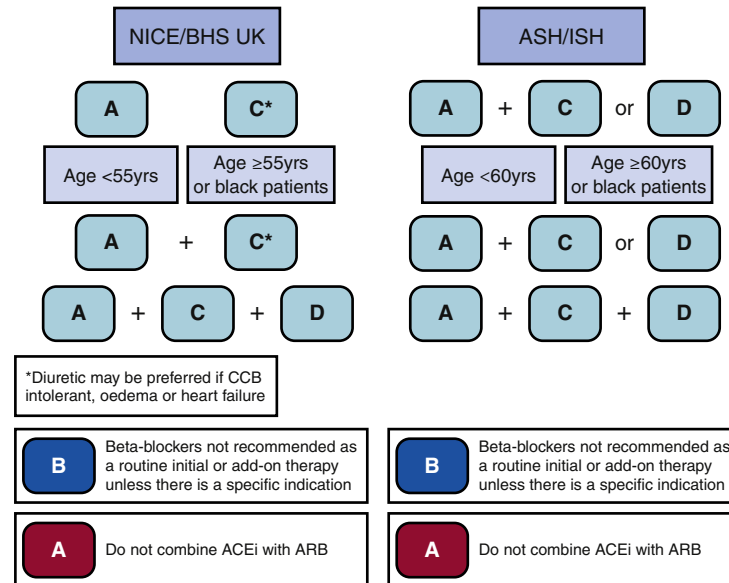 NICE/BHS UK
ASH/ISH
A C*
A + C or D
Age <55yrs
Age ≥55yrs
or black patients
Age <60yrs
Age ≥60yrs
or black patients
A + C*
A + C or D
A + C + D
A + C + D
*Diuretic may be preferred if CCB
intolerant, oedema or heart failure
B
Beta-blockers not recommended as
a routine initial or add-on therapy
unless there is a specific indication
B
Beta-blockers not recommended as
a routine initial or add-on therapy
unless there is a specific indication
A
Do not combine ACEi with ARB
A
Do not combine ACEi with ARB